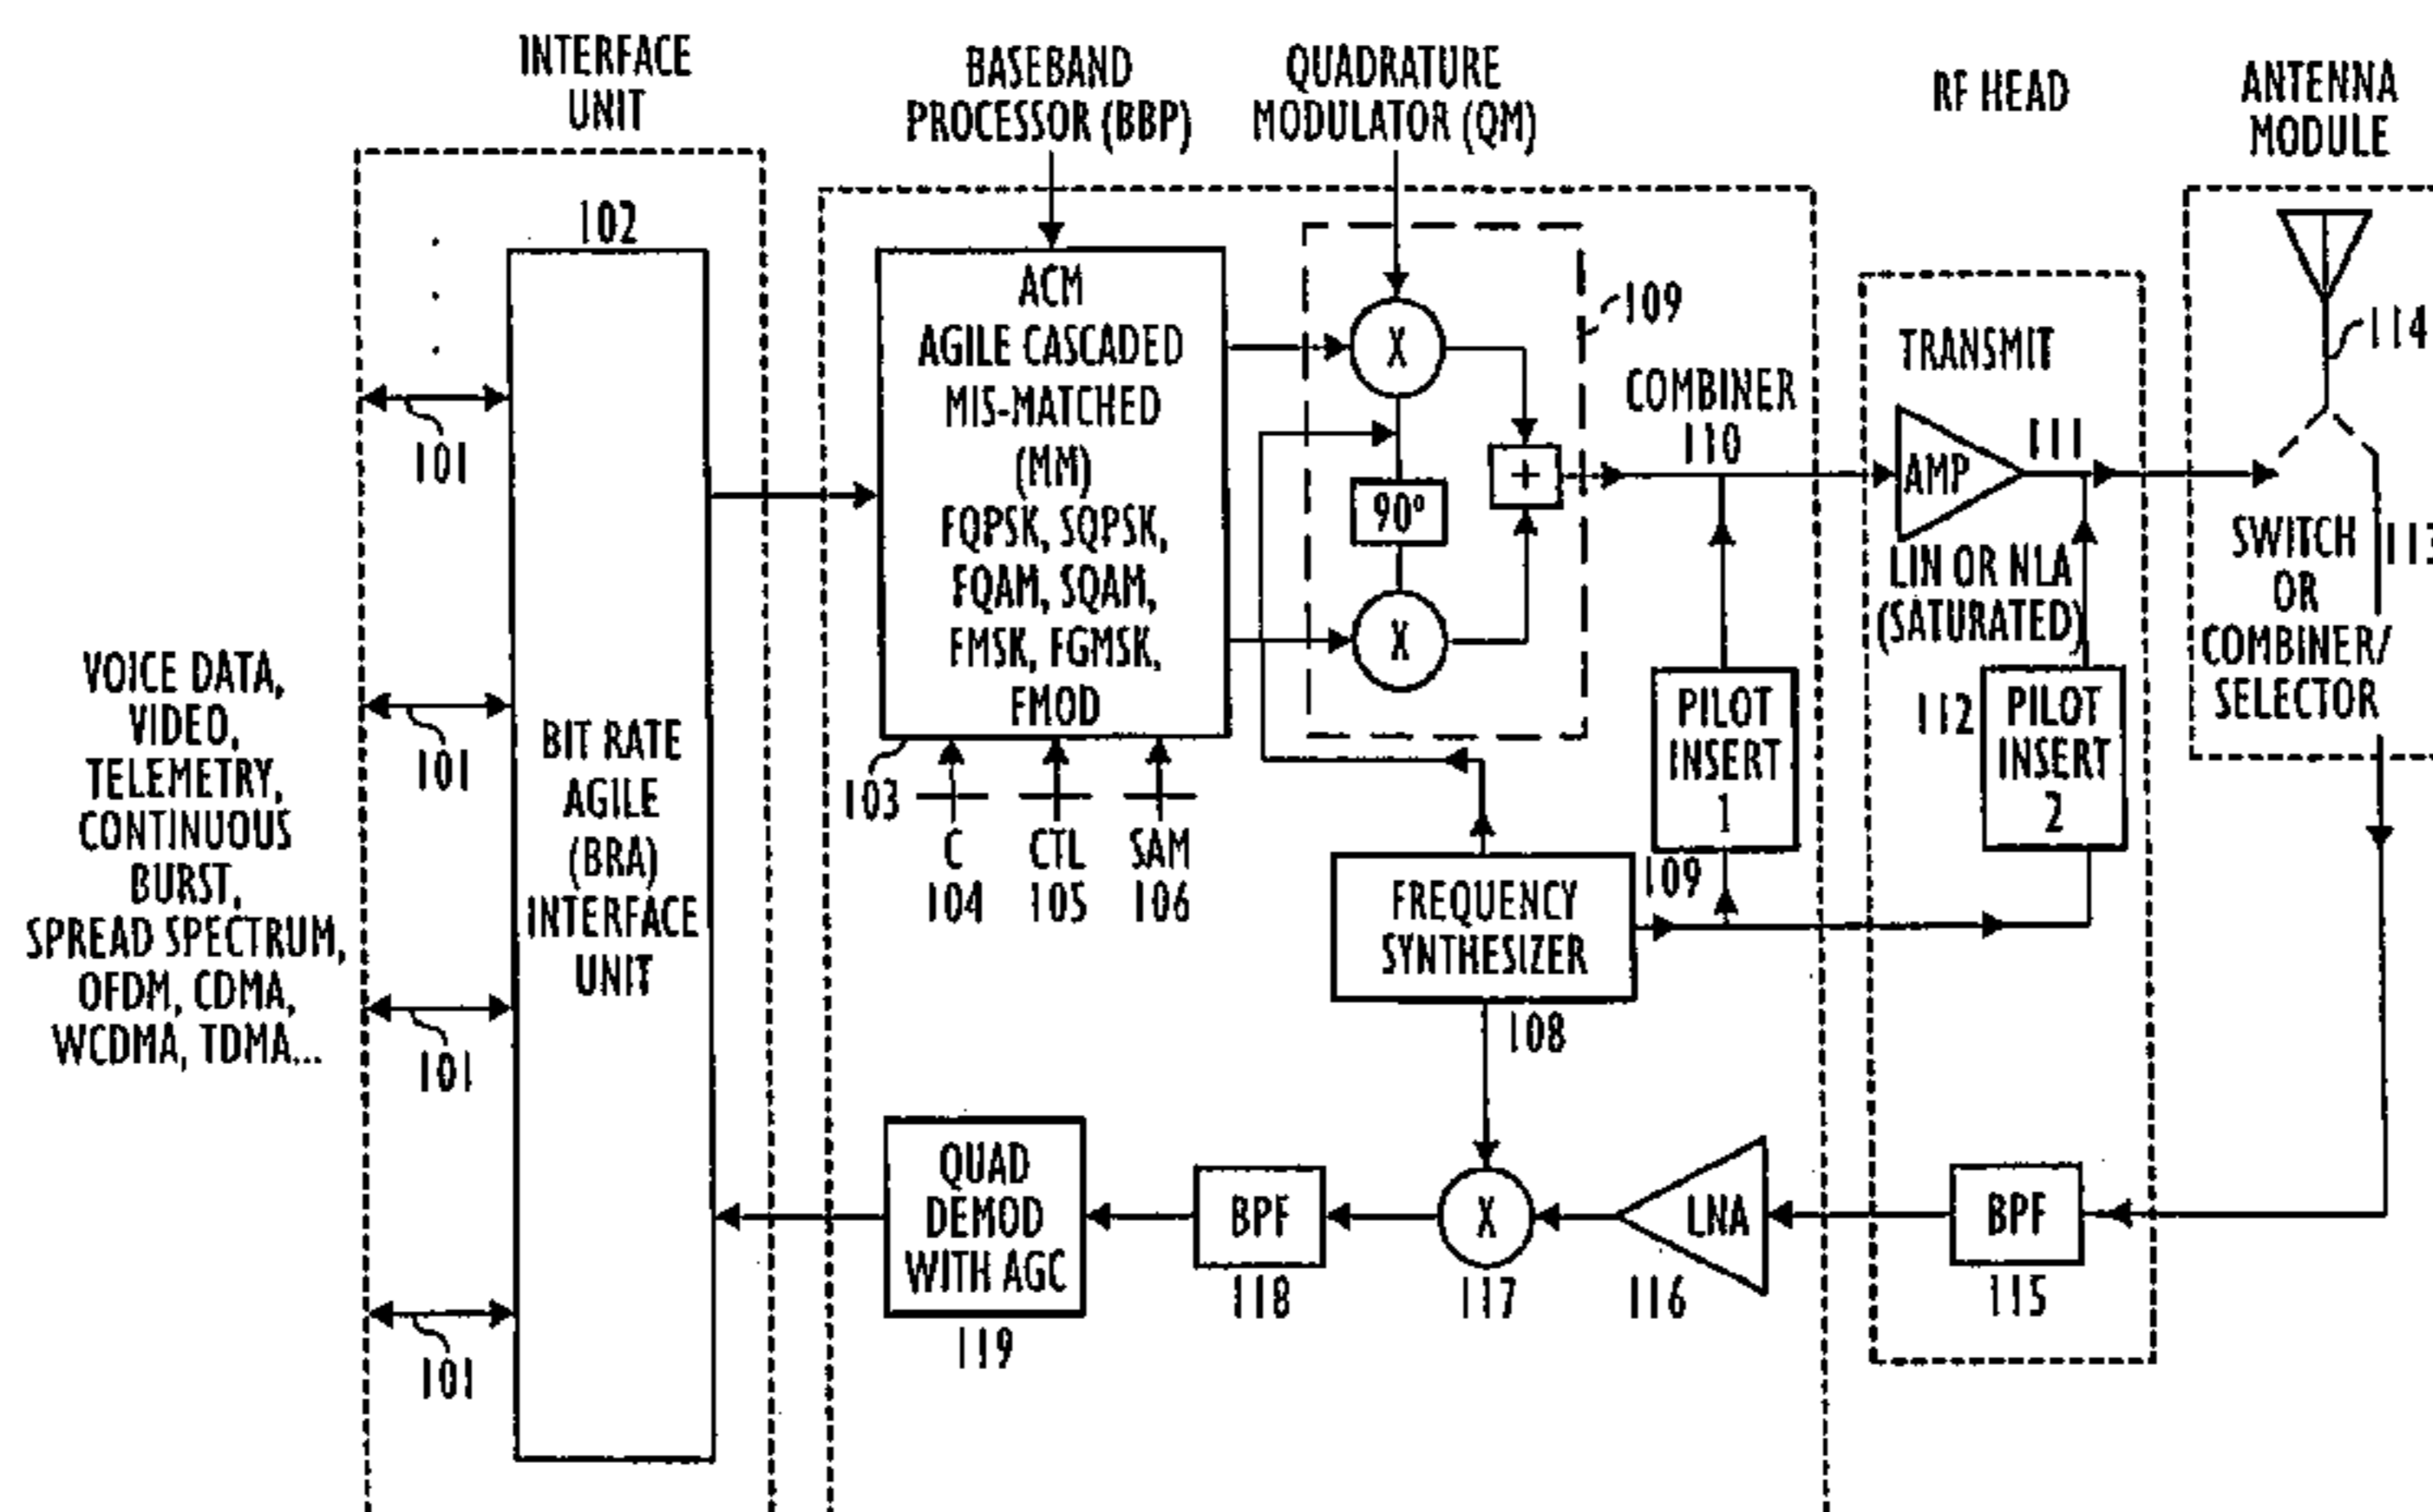 INTERFACE
UNIT
BASEBAND
PROCESSOR (BBP)
QUADRATURE
MODULATOR (QM)
RF HEAD
ANTENNA
MODULE
102
ACM
AGILE CASCADED
MIS-MATCHED
(MM)
FQPSK, SQPSK,
FQAM, SQAM,
FMSK, FGMSK,
FMOD
X
90°
X
+
109
COMBINER
110
TRANSMIT
AMP
111
LIN OR NLA
(SATURATED)
114
SWITCH
OR
COMBINER/
SELECTOR
113
101
101
101
101
VOICE DATA,
VIDEO,
TELEMETRY,
CONTINUOUS
BURST,
SPREAD SPECTRUM,
OFDM, CDMA,
WCDMA, TDMA...
BIT RATE
AGILE
(BRA)
INTERFACE
UNIT
103
C
104
CTL
105
SAM
106
PILOT
INSERT
1
109
112
PILOT
INSERT
2
FREQUENCY
SYNTHESIZER
108
QUAD
DEMOD
WITH AGC
119
BPF
118
X
117
LNA
116
BPF
115